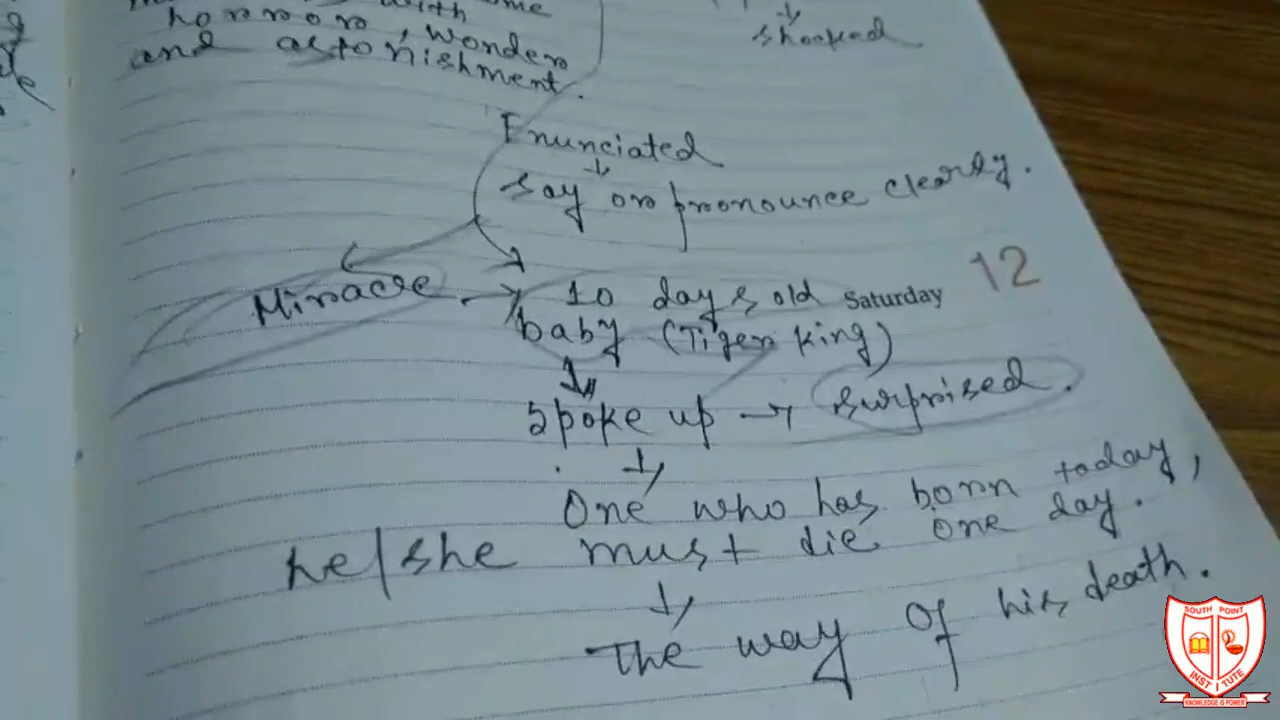 with
horror, wonder
and astonishment.
shocked
Enunciated
say or pronounce clearly.
Miracle
10 days old
Saturday
12
baby (Tiger king)
Spoke up → surprised.
One who has born today,
he/she must die one day.
The way of his death.
SOUTH POINT
INSTITUTE
KNOWLEDGE IS POWER